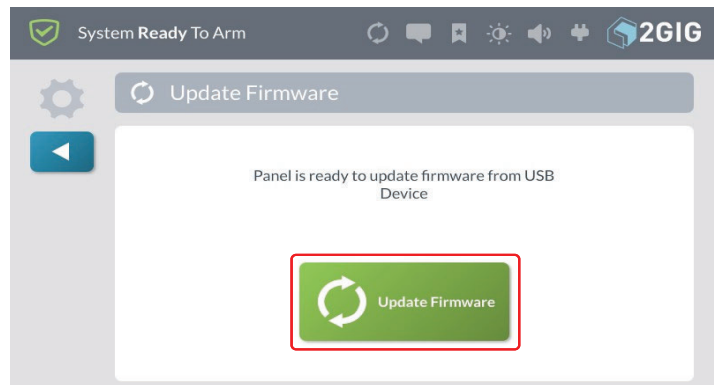 System Ready To Arm
2GIG
Update Firmware
Panel is ready to update firmware from USB
Device
Update Firmware